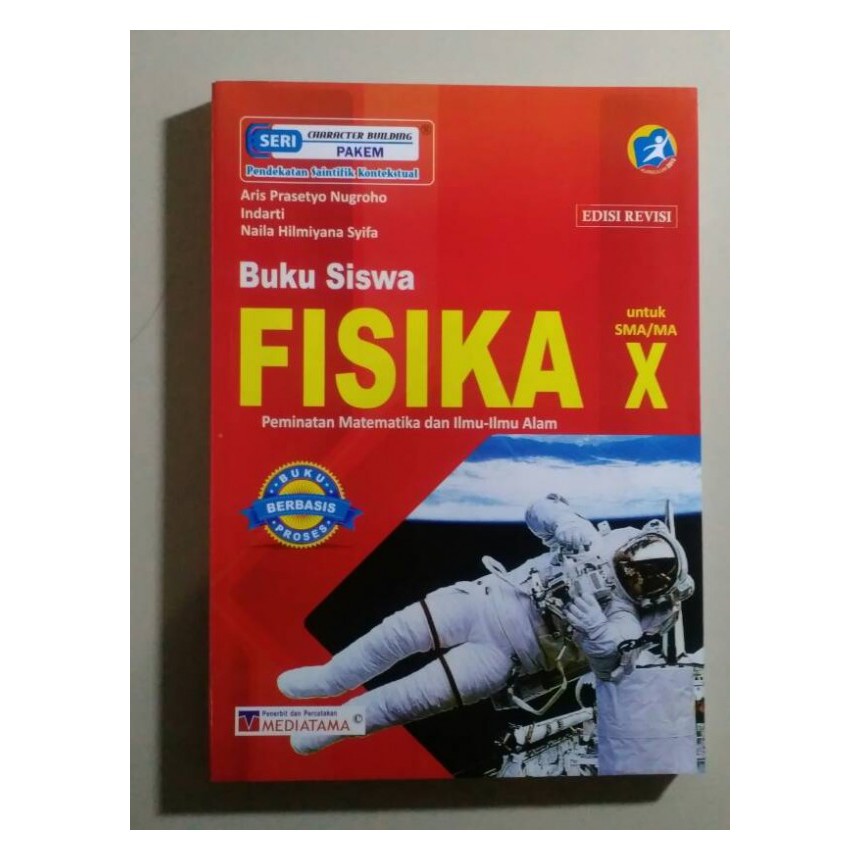 SERI CHARACTER BUILDING ®
PAKEM
Pendekatan Saintifik Kontekstual
Aris Prasetyo Nugroho
Indarti
Naila Hilmiyana Syifa
EDISI REVISI
Buku Siswa
FISIKA
untuk
SMA/MA
X
Peminatan Matematika dan Ilmu-Ilmu Alam
BUKU
BERBASIS
PROSES
Penerbit dan Percetakan
MEDIATAMA ©